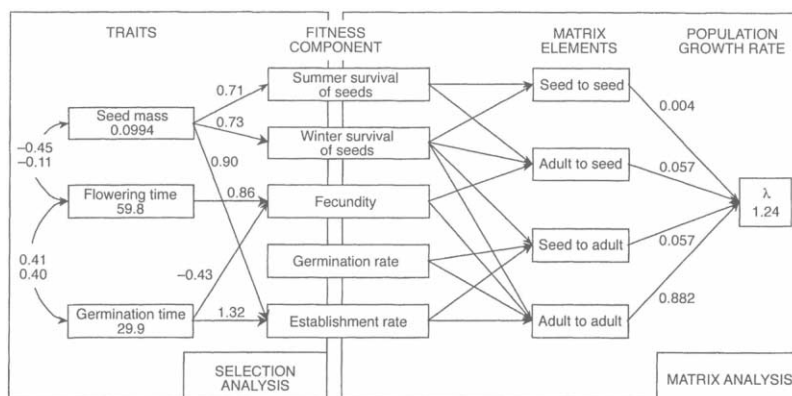 TRAITS
FITNESS
COMPONENT
MATRIX
ELEMENTS
POPULATION
GROWTH RATE
Seed mass
0.0994
Flowering time
59.8
Germination time
29.9
−0.45
−0.11
0.41
0.40
0.71
0.73
0.90
0.86
−0.43
1.32
Summer survival
of seeds
Winter survival
of seeds
Fecundity
Germination rate
Establishment rate
Seed to seed
Adult to seed
Seed to adult
Adult to adult
0.004
0.057
0.057
0.882
λ
1.24
SELECTION
ANALYSIS
MATRIX ANALYSIS